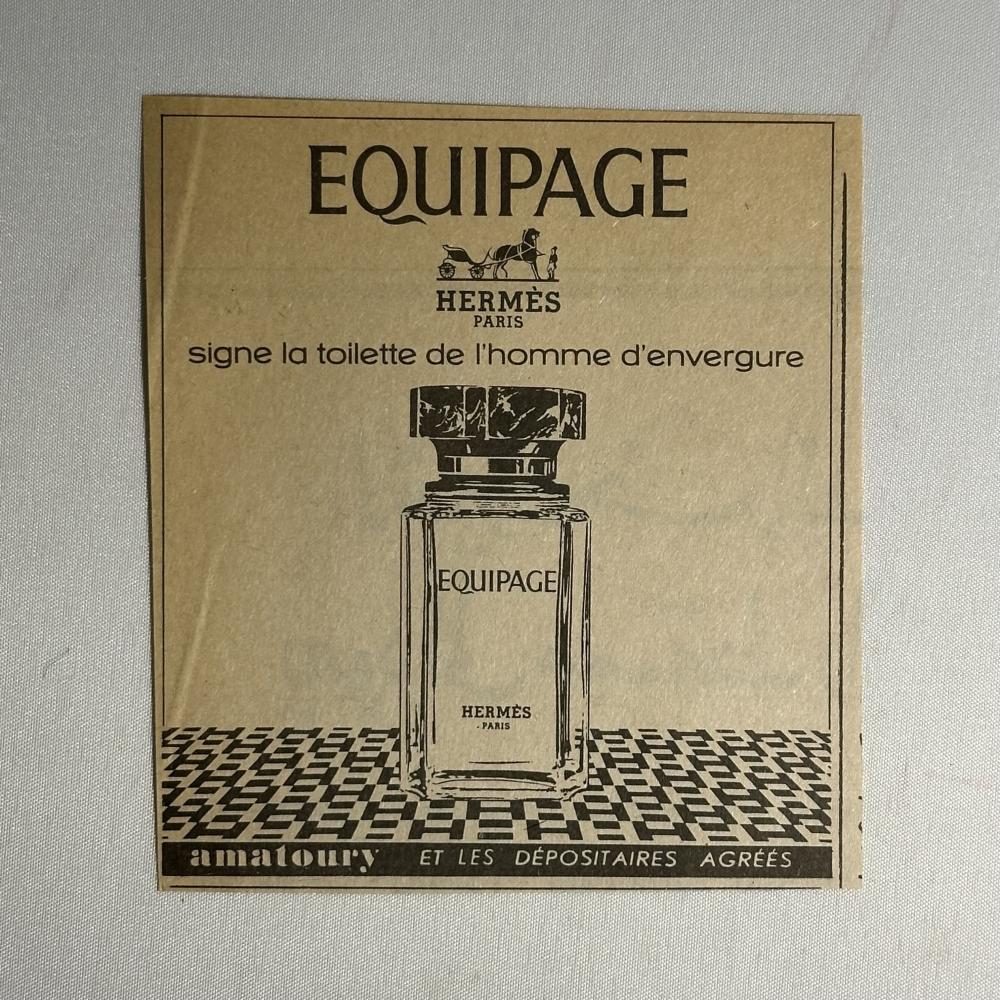 EQUIPAGE
HERMÈS
PARIS
signe la toilette de l'homme d'envergure
EQUIPAGE
HERMÈS
PARIS
amatoury ET LES DÉPOSITAIRES AGRÉÉS